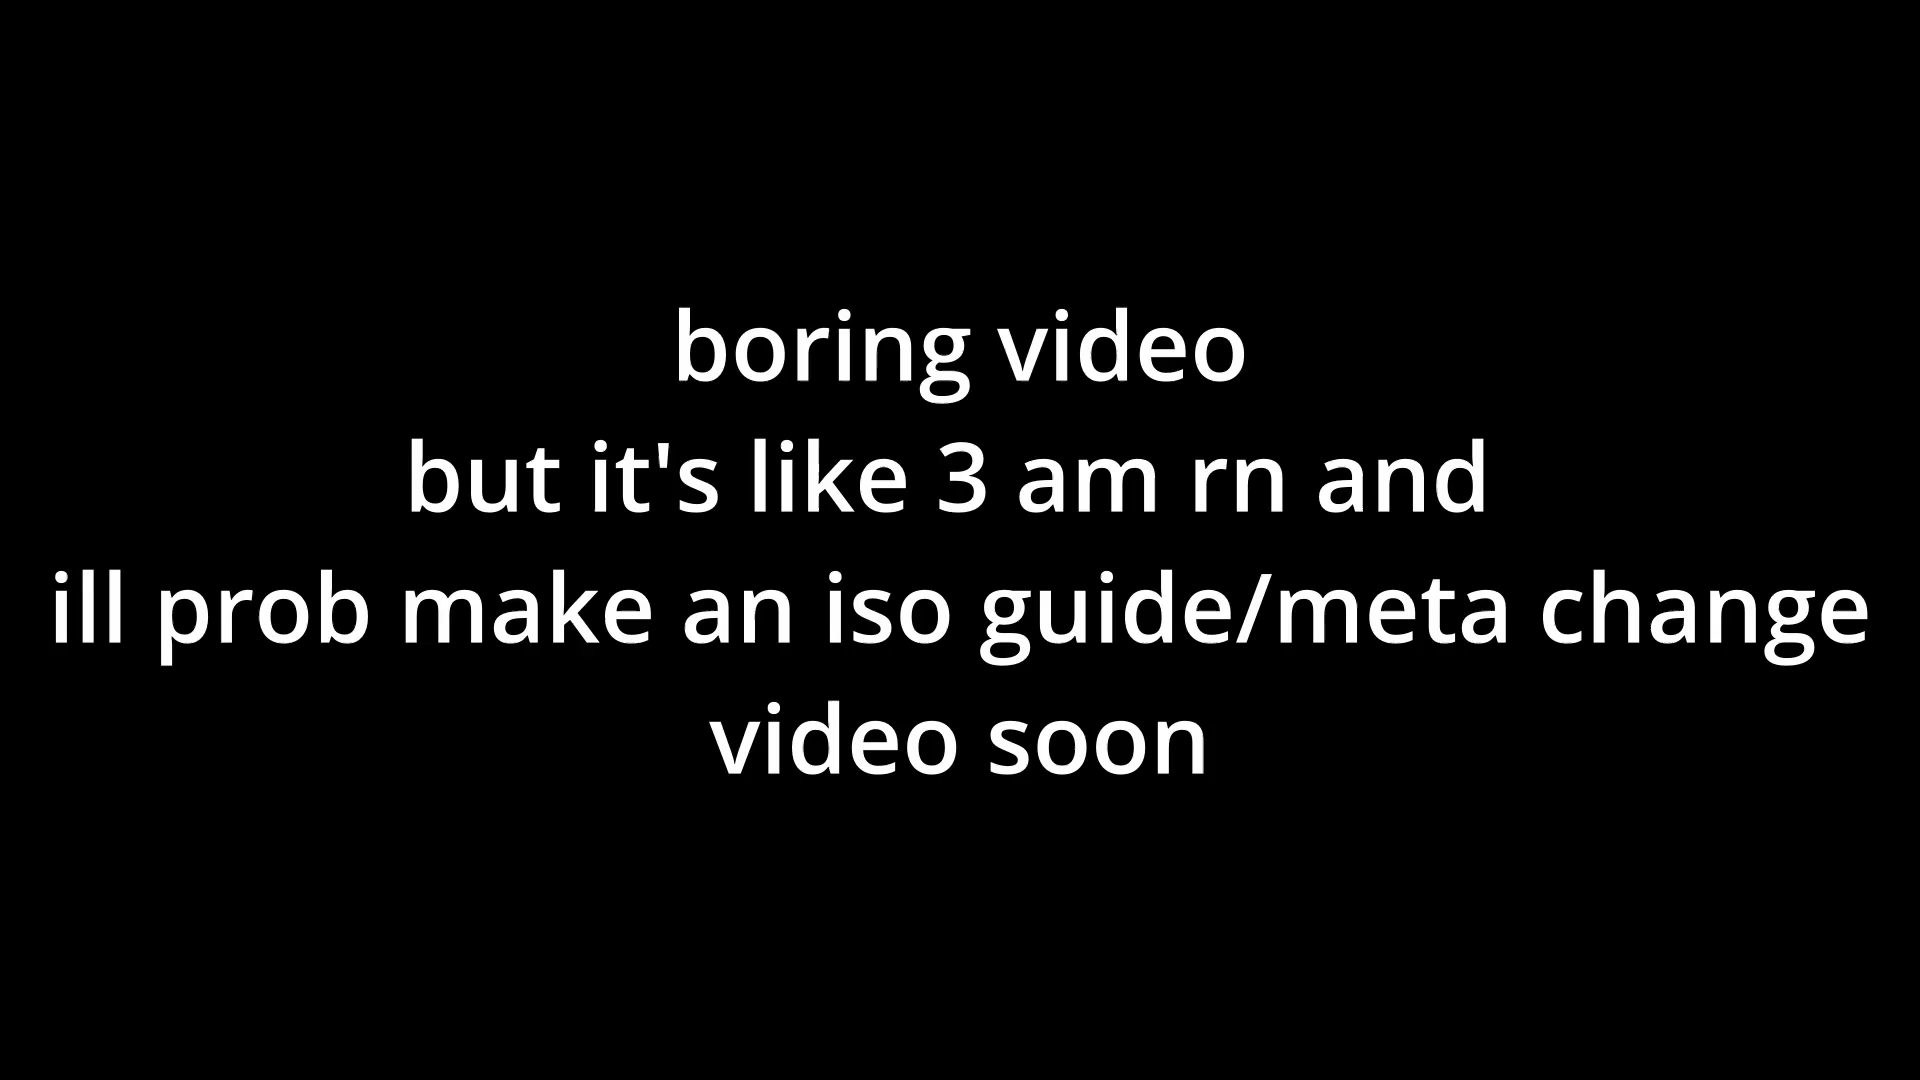 boring video
but it's like 3 am rn and
ill prob make an iso guide/meta change
video soon